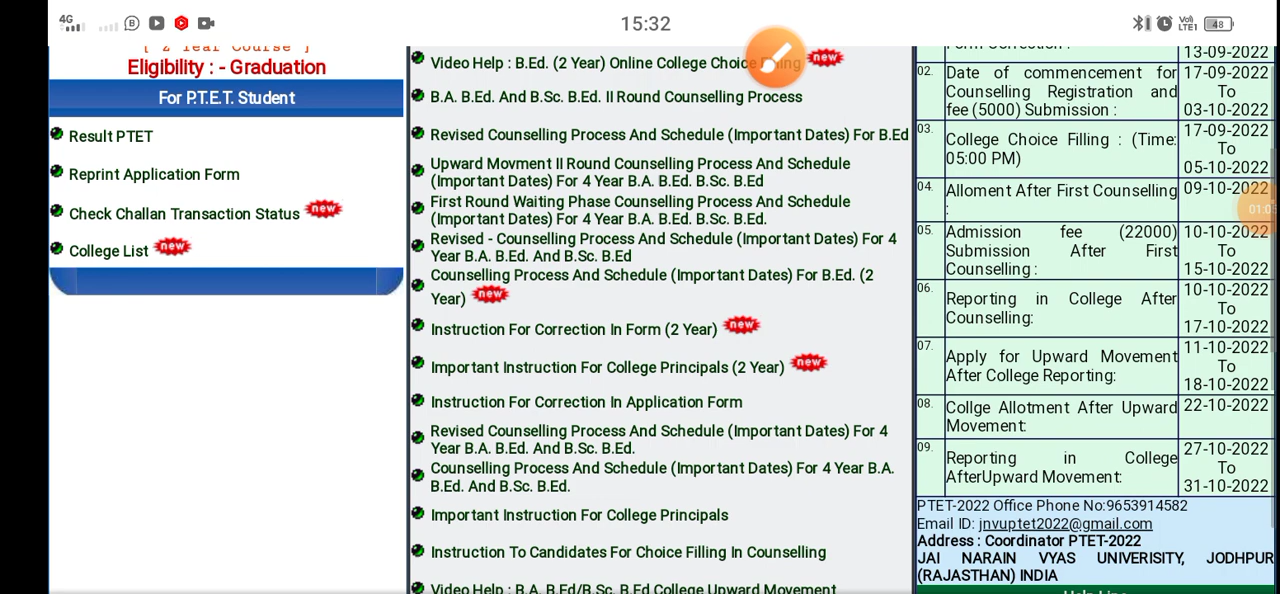 4G
15:32
VoI
LTE1
48
[ 2 Year Course ]
Eligibility : - Graduation
For P.T.E.T. Student
Result PTET
Reprint Application Form
Check Challan Transaction Status new
College List new
Video Help : B.Ed. (2 Year) Online College Choice Filling new
B.A. B.Ed. And B.Sc. B.Ed. II Round Counselling Process
Revised Counselling Process And Schedule (Important Dates) For B.Ed
Upward Movment II Round Counselling Process And Schedule
(Important Dates) For 4 Year B.A. B.Ed. B.Sc. B.Ed
First Round Waiting Phase Counselling Process And Schedule
(Important Dates) For 4 Year B.A. B.Ed. B.Sc. B.Ed.
Revised - Counselling Process And Schedule (Important Dates) For 4
Year B.A. B.Ed. And B.Sc. B.Ed
Counselling Process And Schedule (Important Dates) For B.Ed. (2
Year) new
Instruction For Correction In Form (2 Year) new
Important Instruction For College Principals (2 Year) new
Instruction For Correction In Application Form
Revised Counselling Process And Schedule (Important Dates) For 4
Year B.A. B.Ed. And B.Sc. B.Ed.
Counselling Process And Schedule (Important Dates) For 4 Year B.A.
B.Ed. And B.Sc. B.Ed.
Important Instruction For College Principals
Instruction To Candidates For Choice Filling In Counselling
Video Help : B.A. B.Ed/B.Sc. B.Ed College Upward Movement
Form Correction :
13-09-2022
02. Date of commencement for
Counselling Registration and
fee (5000) Submission :
17-09-2022
To
03-10-2022
03. College Choice Filling : (Time:
05:00 PM)
17-09-2022
To
05-10-2022
04. Alloment After First Counselling
:
09-10-2022
05. Admission fee (22000)
Submission After First
Counselling :
10-10-2022
To
15-10-2022
06. Reporting in College After
Counselling:
10-10-2022
To
17-10-2022
07. Apply for Upward Movement
After College Reporting:
11-10-2022
To
18-10-2022
08. Collge Allotment After Upward
Movement:
22-10-2022
09. Reporting in College
AfterUpward Movement:
27-10-2022
To
31-10-2022
PTET-2022 Office Phone No:9653914582
Email ID: jnvuptet2022@gmail.com
Address : Coordinator PTET-2022
JAI NARAIN VYAS UNIVERISITY, JODHPUR
(RAJASTHAN) INDIA
Help Line